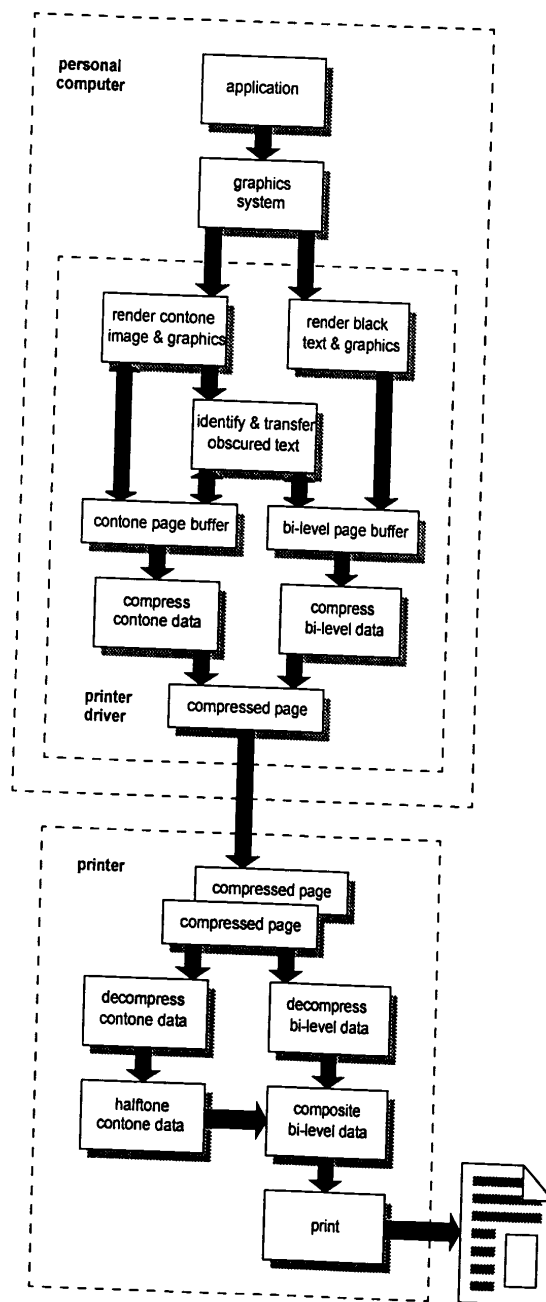 personal
computer
application
graphics
system
render contone
image & graphics
render black
text & graphics
identify & transfer
obscured text
contone page buffer
bi-level page buffer
compress
contone data
compress
bi-level data
printer
driver
compressed page
printer
compressed page
compressed page
decompress
contone data
decompress
bi-level data
halftone
contone data
composite
bi-level data
print